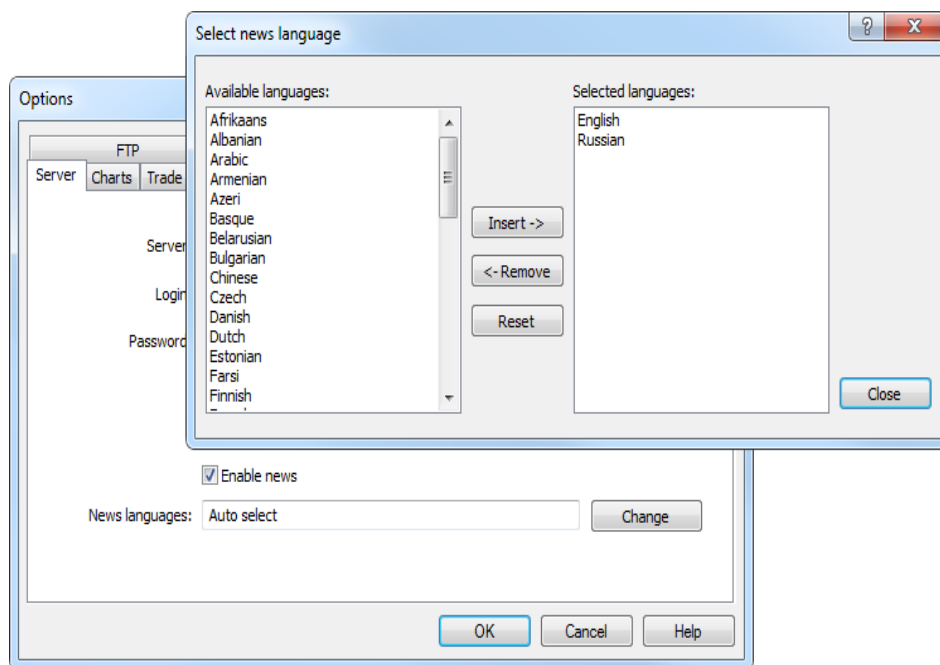 Select news language
Available languages:
Afrikaans
Albanian
Arabic
Armenian
Azeri
Basque
Belarusian
Bulgarian
Chinese
Czech
Danish
Dutch
Estonian
Farsi
Finnish
Insert ->
<- Remove
Reset
Selected languages:
English
Russian
Close
Options
FTP
Server Charts Trade
Server
Login
Password
Enable news
News languages: Auto select Change
OK Cancel Help